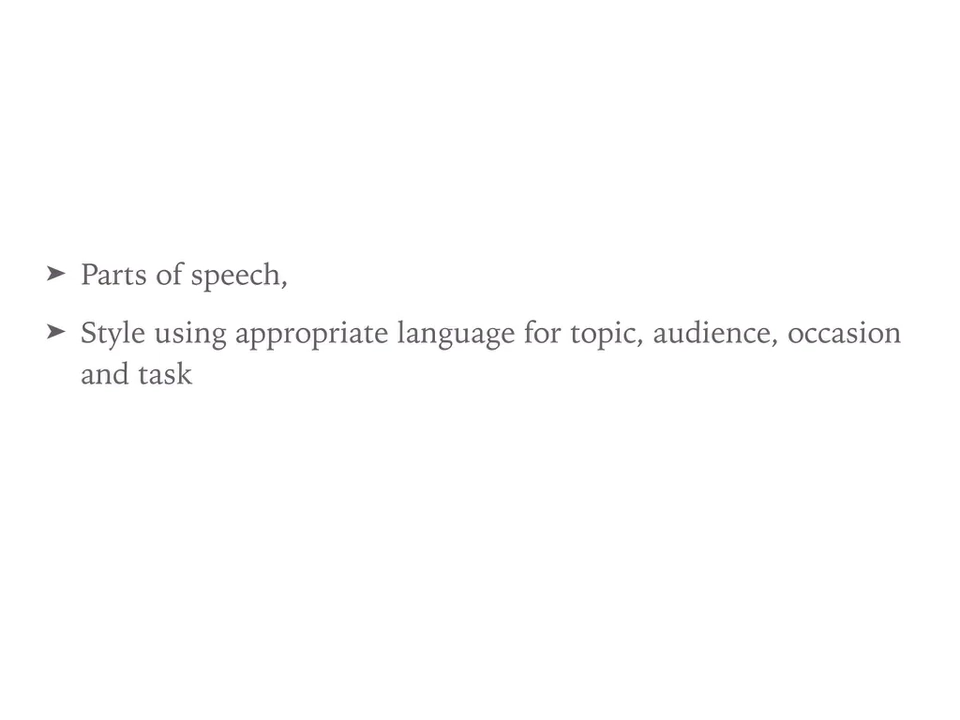 ➤ Parts of speech,
➤ Style using appropriate language for topic, audience, occasion
and task